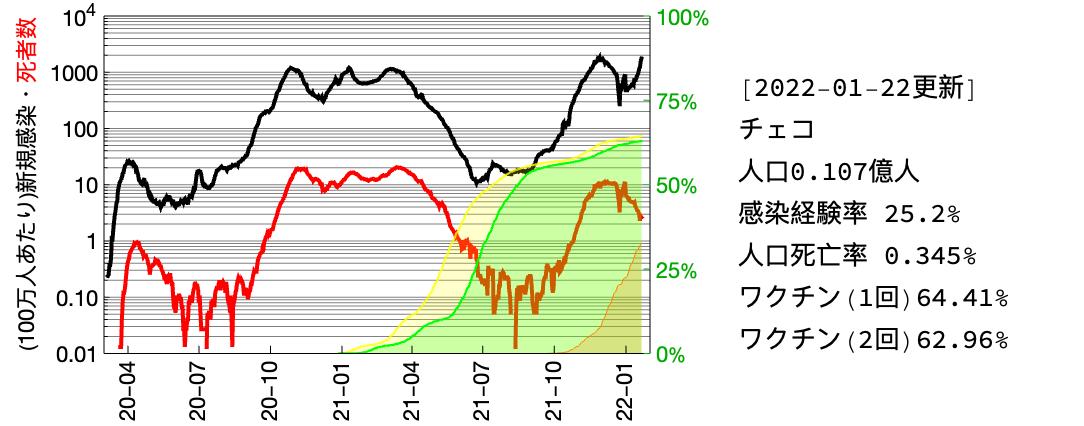 (100万人あたり)新規感染・死者数
10^4
1000
100
10
1
0.10
0.01
100%
75%
50%
25%
0%
20-04
20-07
20-10
21-01
21-04
21-07
21-10
22-01
[2022-01-22更新]
チェコ
人口0.107億人
感染経験率 25.2%
人口死亡率 0.345%
ワクチン(1回)64.41%
ワクチン(2回)62.96%